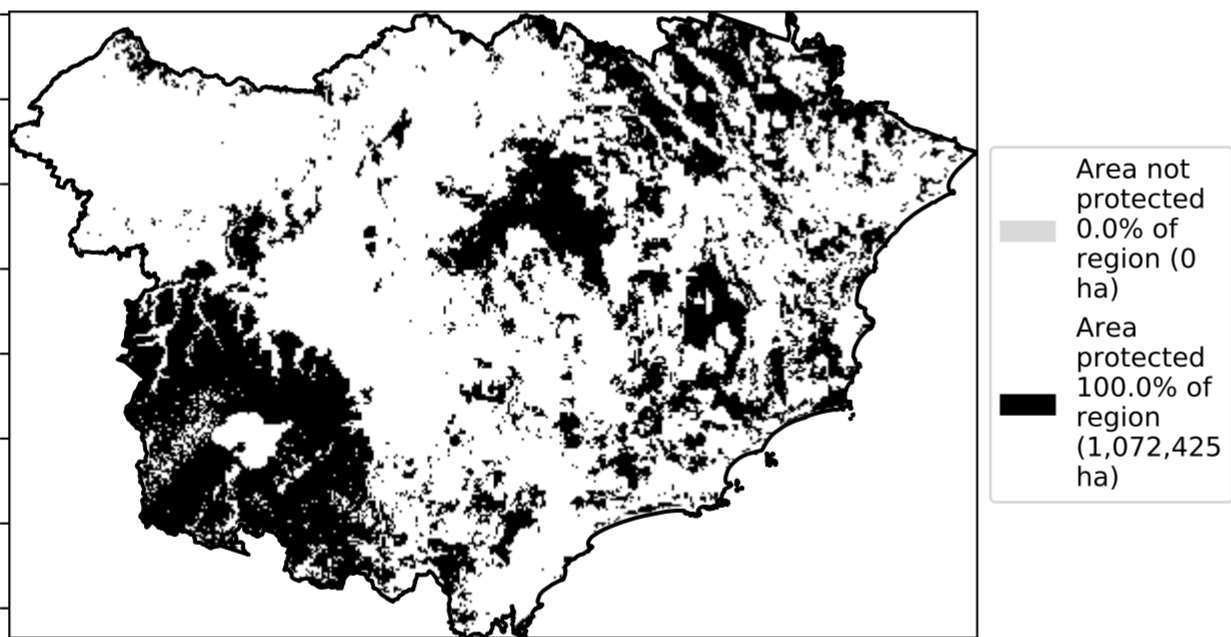 Area not
protected
0.0% of
region (0
ha)
Area
protected
100.0% of
region
(1,072,425
ha)